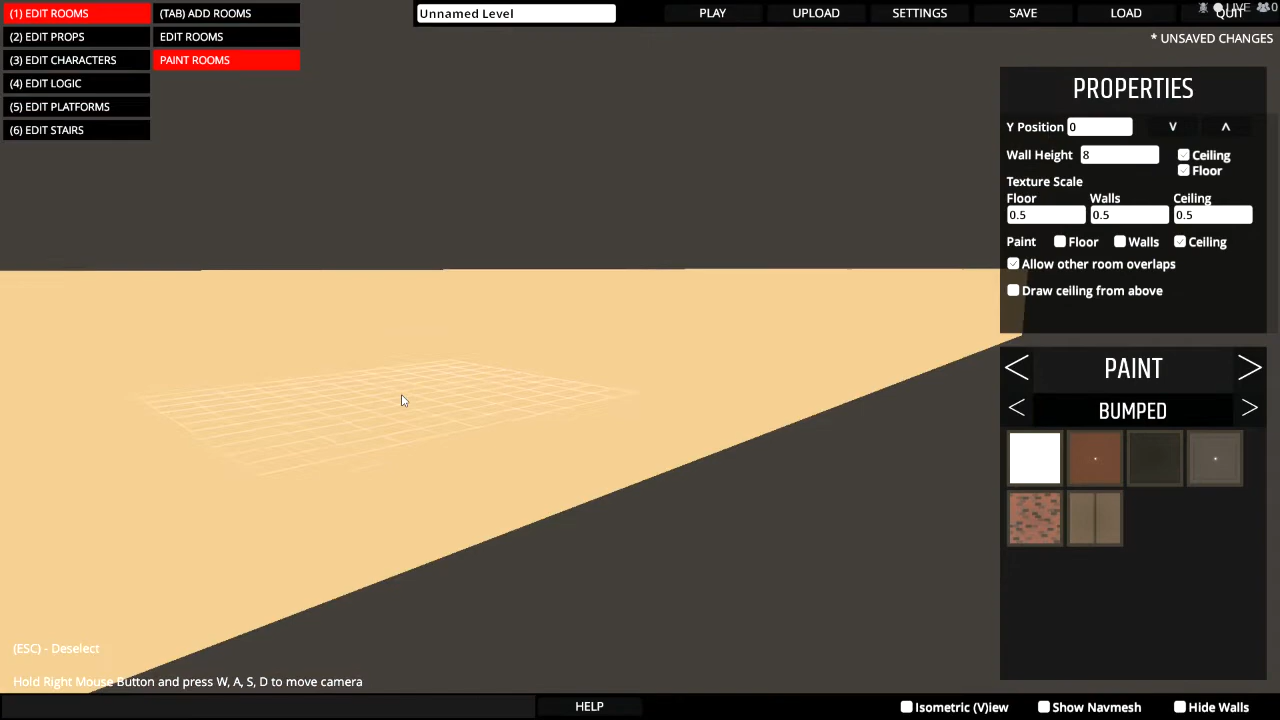 (1) EDIT ROOMS
(2) EDIT PROPS
(3) EDIT CHARACTERS
(4) EDIT LOGIC
(5) EDIT PLATFORMS
(6) EDIT STAIRS
(TAB) ADD ROOMS
EDIT ROOMS
PAINT ROOMS
Unnamed Level
PLAY
UPLOAD
SETTINGS
SAVE
LOAD
QUIT
* UNSAVED CHANGES
PROPERTIES
Y Position 0 V ^
Wall Height 8
Ceiling
Floor
Texture Scale
Floor Walls Ceiling
0.5 0.5 0.5
Paint Floor Walls Ceiling
Allow other room overlaps
Draw ceiling from above
< PAINT >
< BUMPED >
(ESC) - Deselect
Hold Right Mouse Button and press W, A, S, D to move camera
HELP
Isometric (V)iew
Show Navmesh
Hide Walls